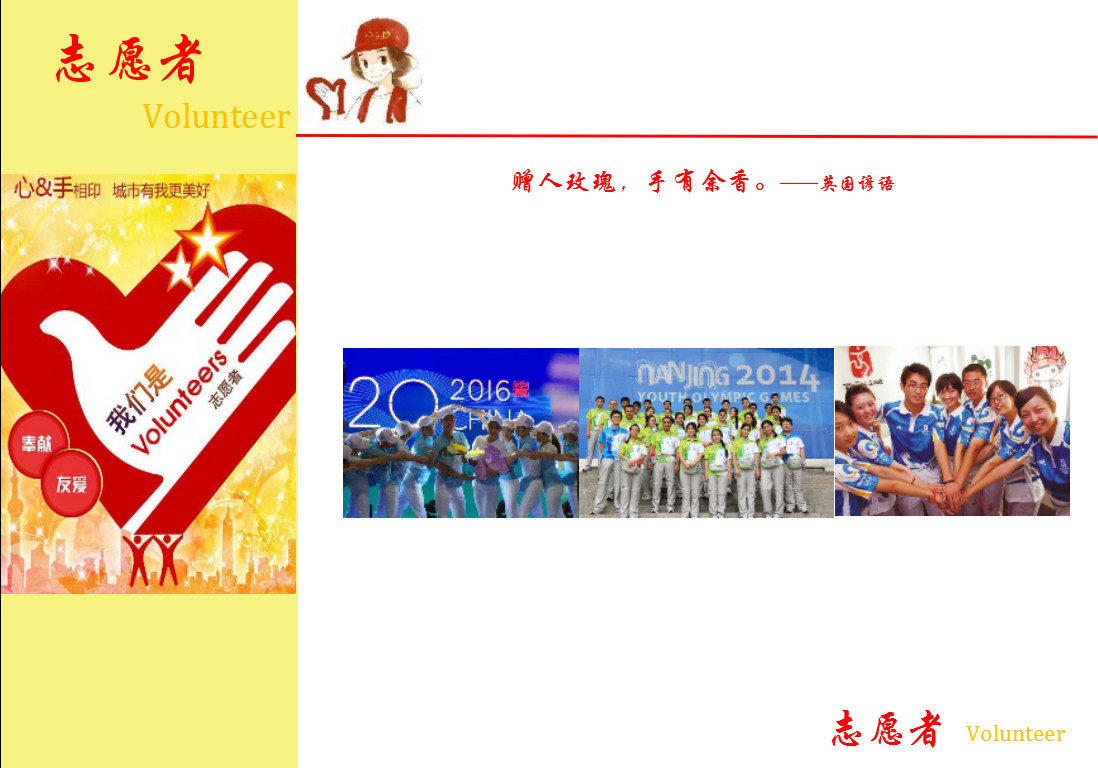 志愿者
Volunteer
心&手相印 城市有我更美好
我们是
Volunteers
志愿者
奉献
友爱
赠人玫瑰，手有余香。——英国谚语
20 2016
CHINA
NANJING 2014
YOUTH OLYMPIC GAMES
志愿者 Volunteer